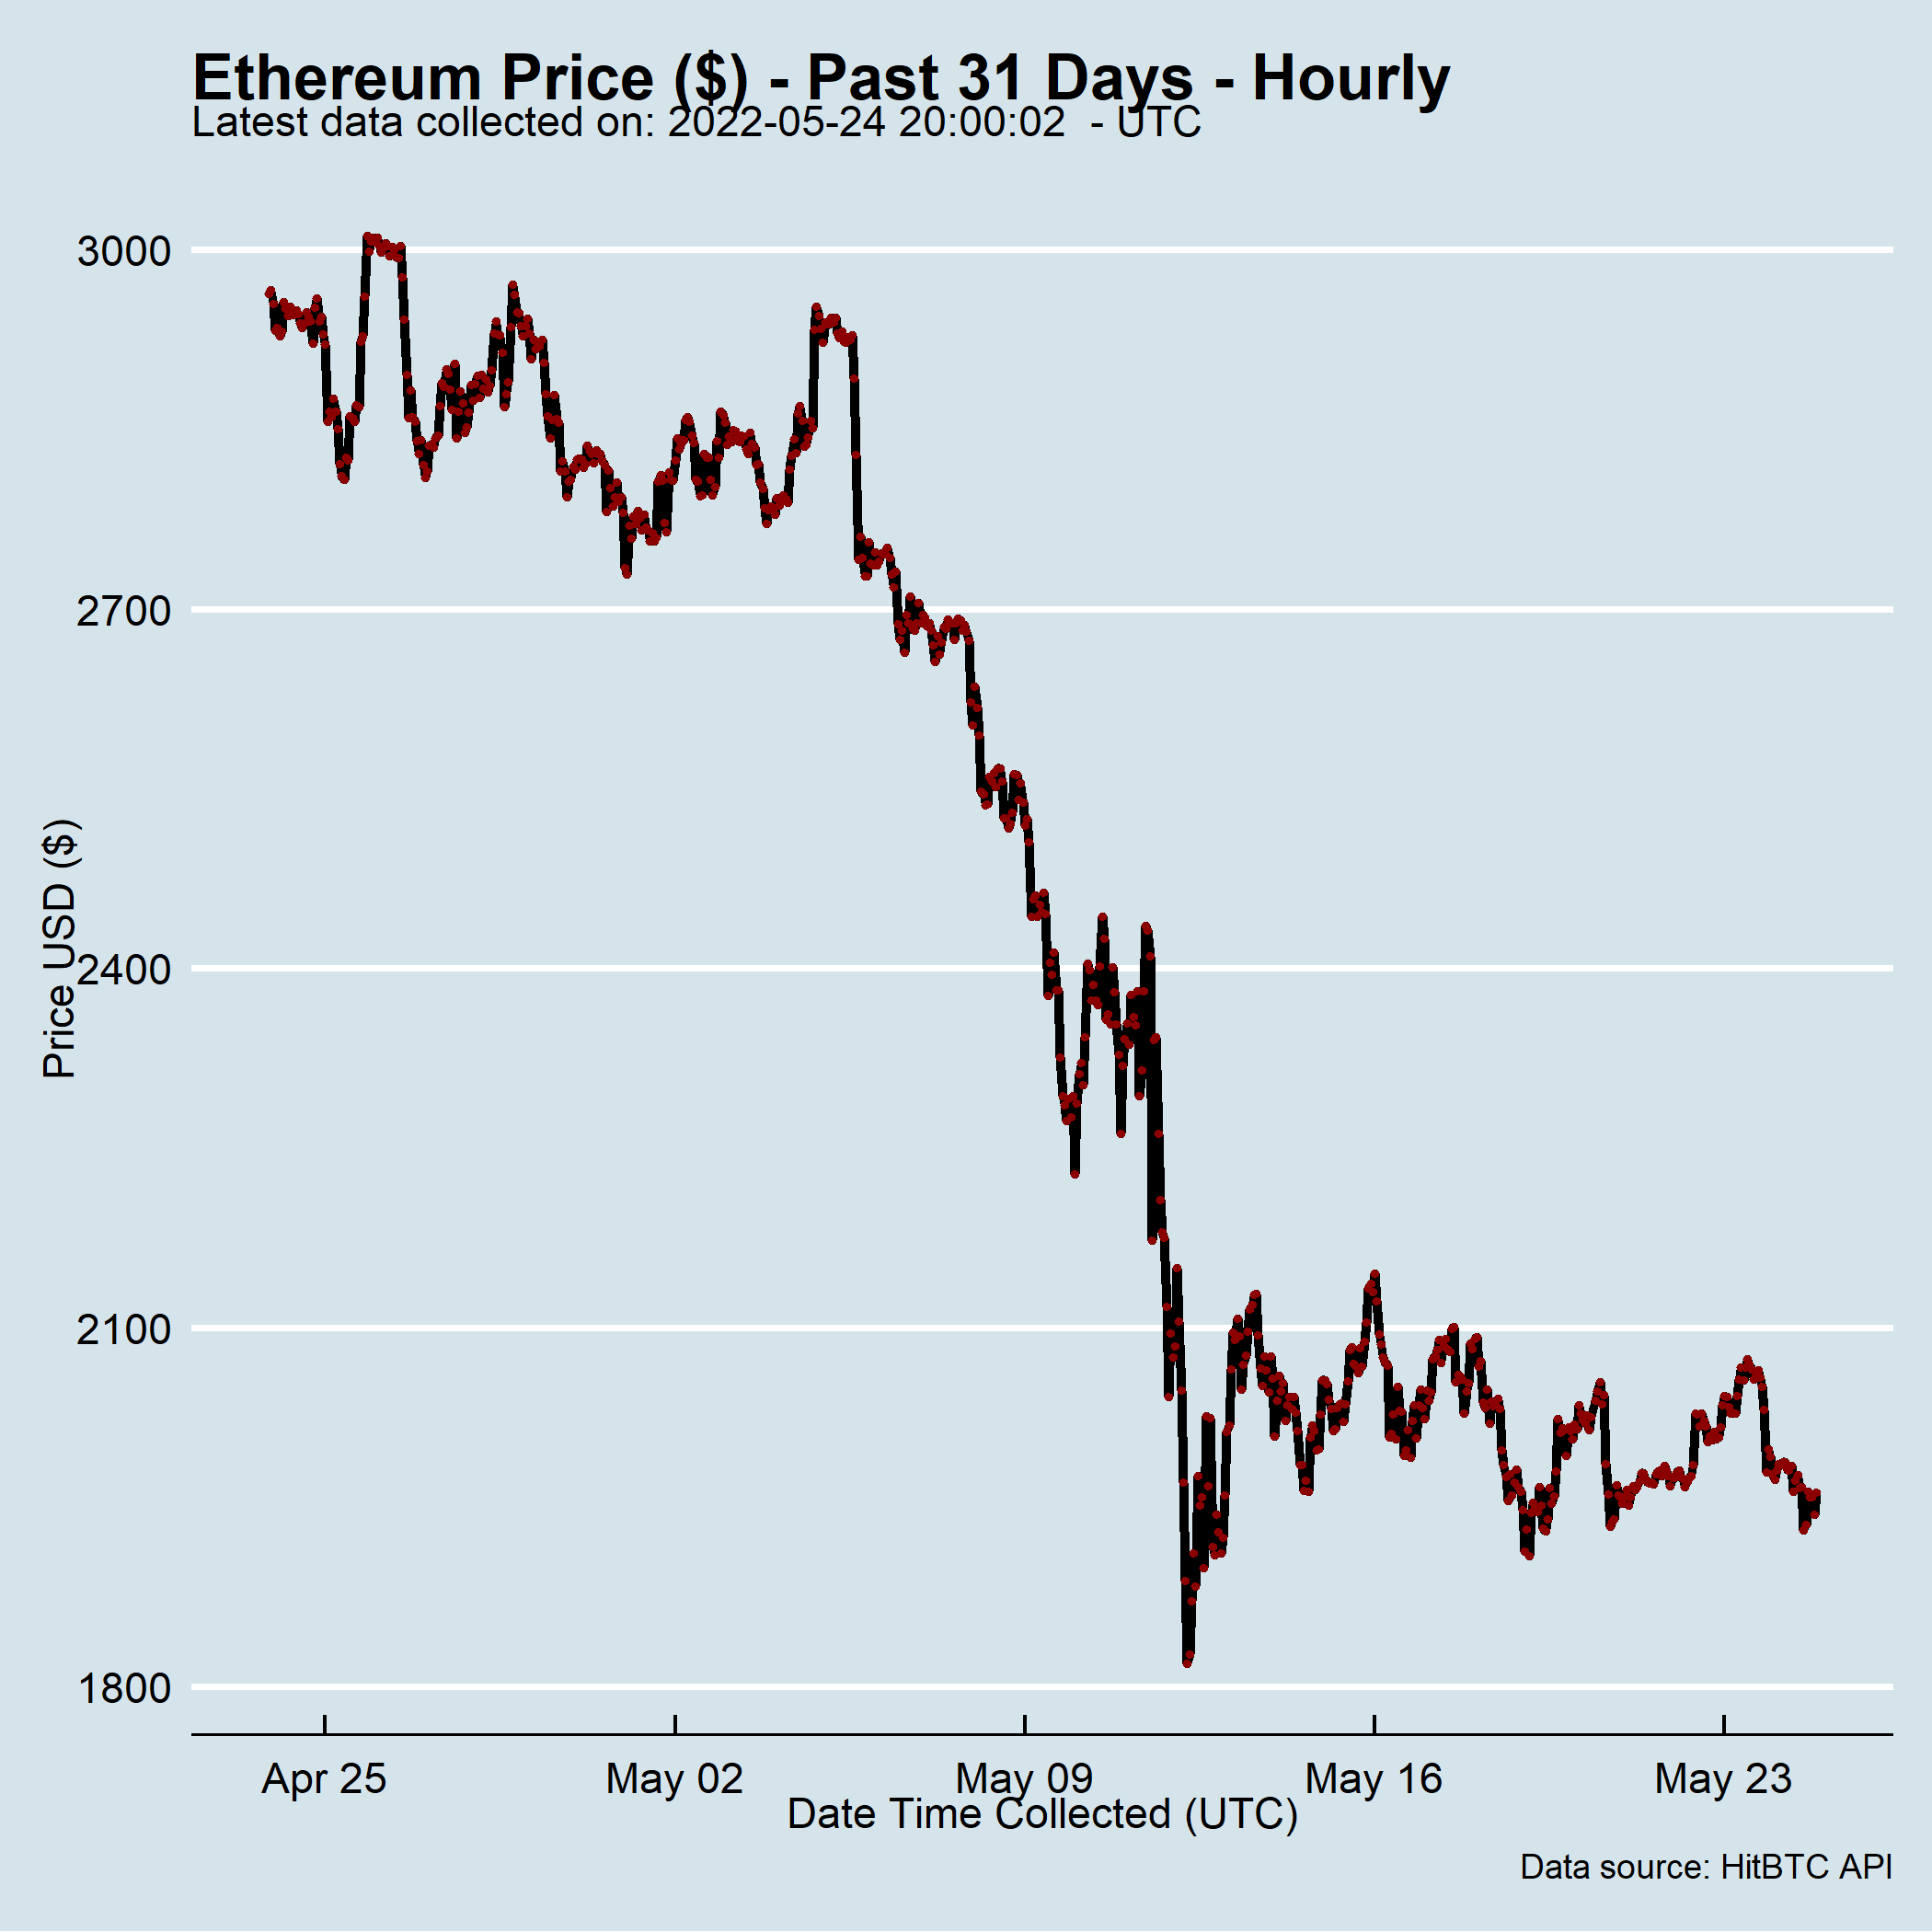 Ethereum Price ($) - Past 31 Days - Hourly
Latest data collected on: 2022-05-24 20:00:02  - UTC
Price USD ($)
3000
2700
2400
2100
1800
Apr 25
May 02
May 09
May 16
May 23
Date Time Collected (UTC)
Data source: HitBTC API